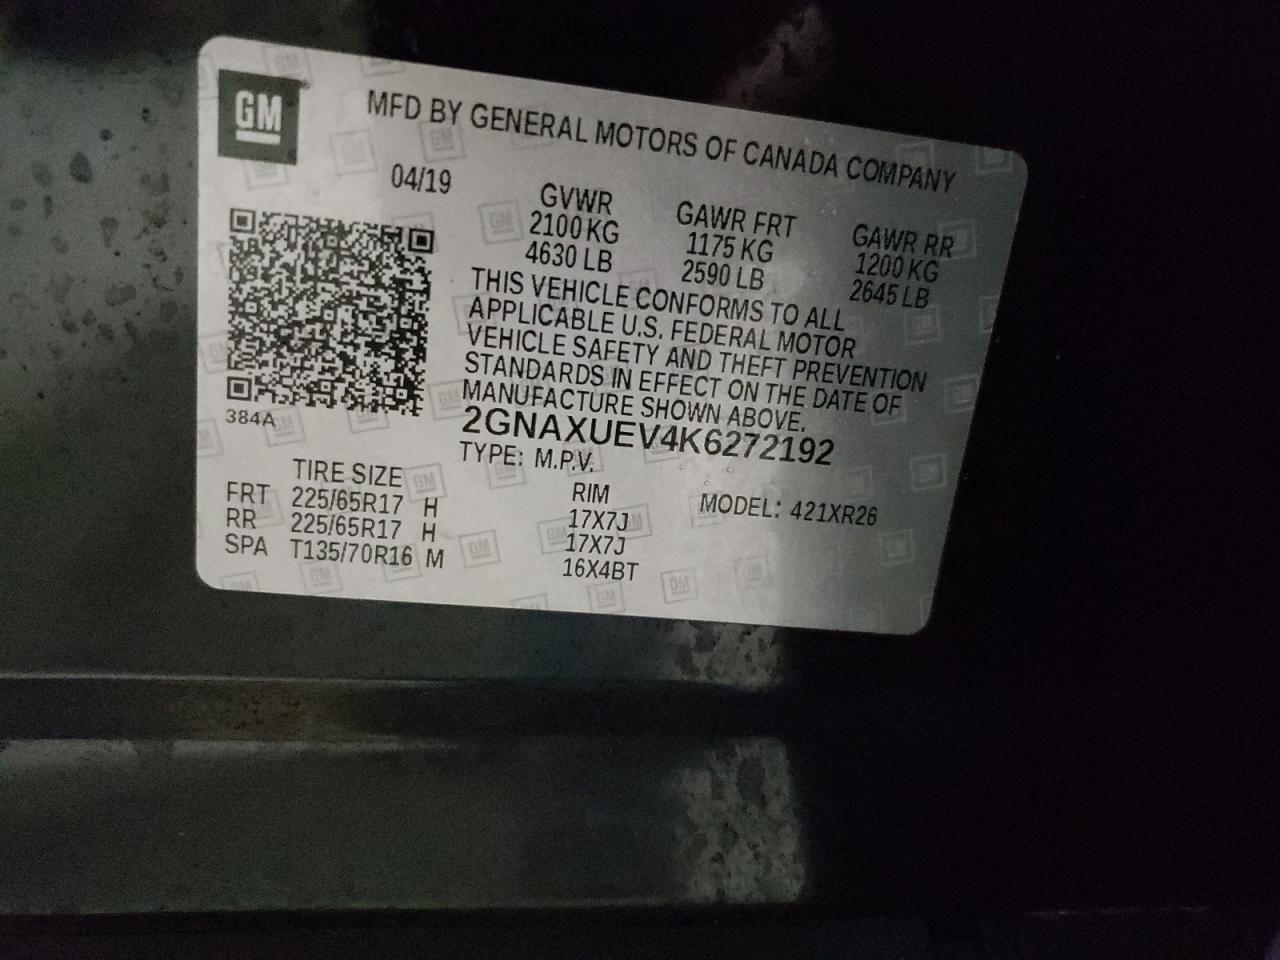 GM
MFD BY GENERAL MOTORS OF CANADA COMPANY
04/19
GVWR GAWR FRT GAWR RR
2100 KG 1175 KG 1200 KG
4630 LB 2590 LB 2645 LB
THIS VEHICLE CONFORMS TO ALL
APPLICABLE U.S. FEDERAL MOTOR
VEHICLE SAFETY AND THEFT PREVENTION
STANDARDS IN EFFECT ON THE DATE OF
MANUFACTURE SHOWN ABOVE.
384A
2GNAXUEV4K6272192
TYPE: M.P.V.
TIRE SIZE RIM MODEL: 421XR26
FRT 225/65R17 H 17X7J
RR 225/65R17 H 17X7J
SPA T135/70R16 M 16X4BT